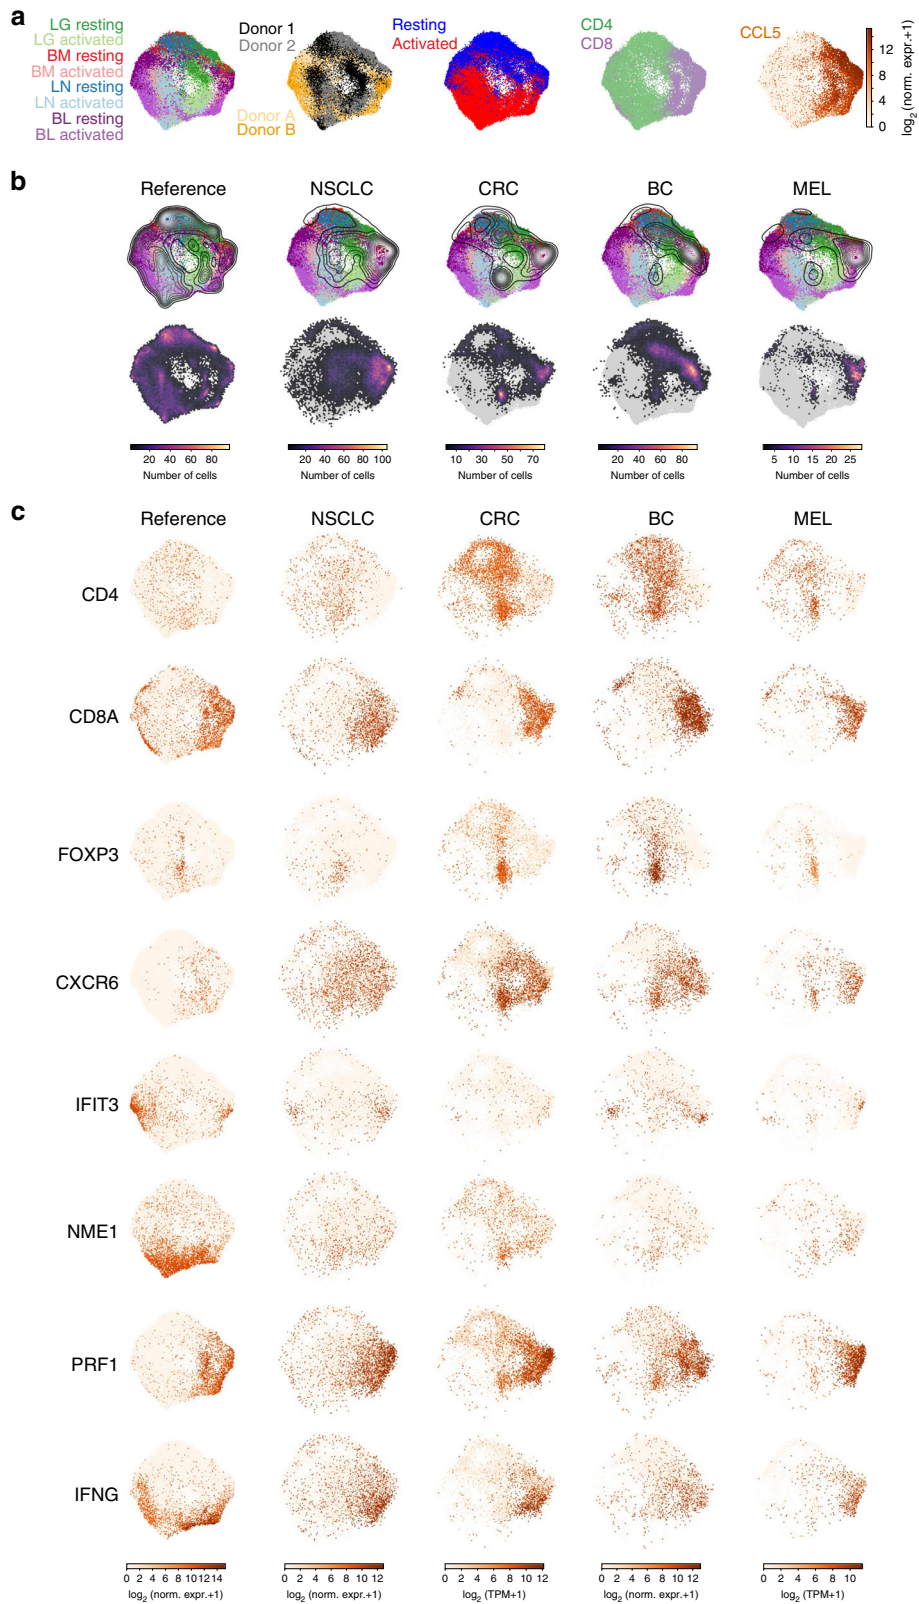 a
LG resting
LG activated
BM resting
BM activated
LN resting
LN activated
BL resting
BL activated
Donor 1
Donor 2
Donor A
Donor B
Resting
Activated
CD4
CD8
CCL5
12
8
4
0
log2 (norm. expr.+1)
b
Reference NSCLC CRC BC MEL
20 40 60 80 20 40 60 80 100 10 30 50 70 20 40 60 80 5 10 15 20 25
Number of cells Number of cells Number of cells Number of cells Number of cells
c
Reference NSCLC CRC BC MEL
CD4
CD8A
FOXP3
CXCR6
IFIT3
NME1
PRF1
IFNG
0 2 4 6 8 10 12 14 0 2 4 6 8 10 12 0 2 4 6 8 10 12 0 2 4 6 8 10 12 0 2 4 6 8 10
log2 (norm. expr.+1) log2 (norm. expr.+1) log2 (TPM+1) log2 (norm. expr.+1) log2 (TPM+1)